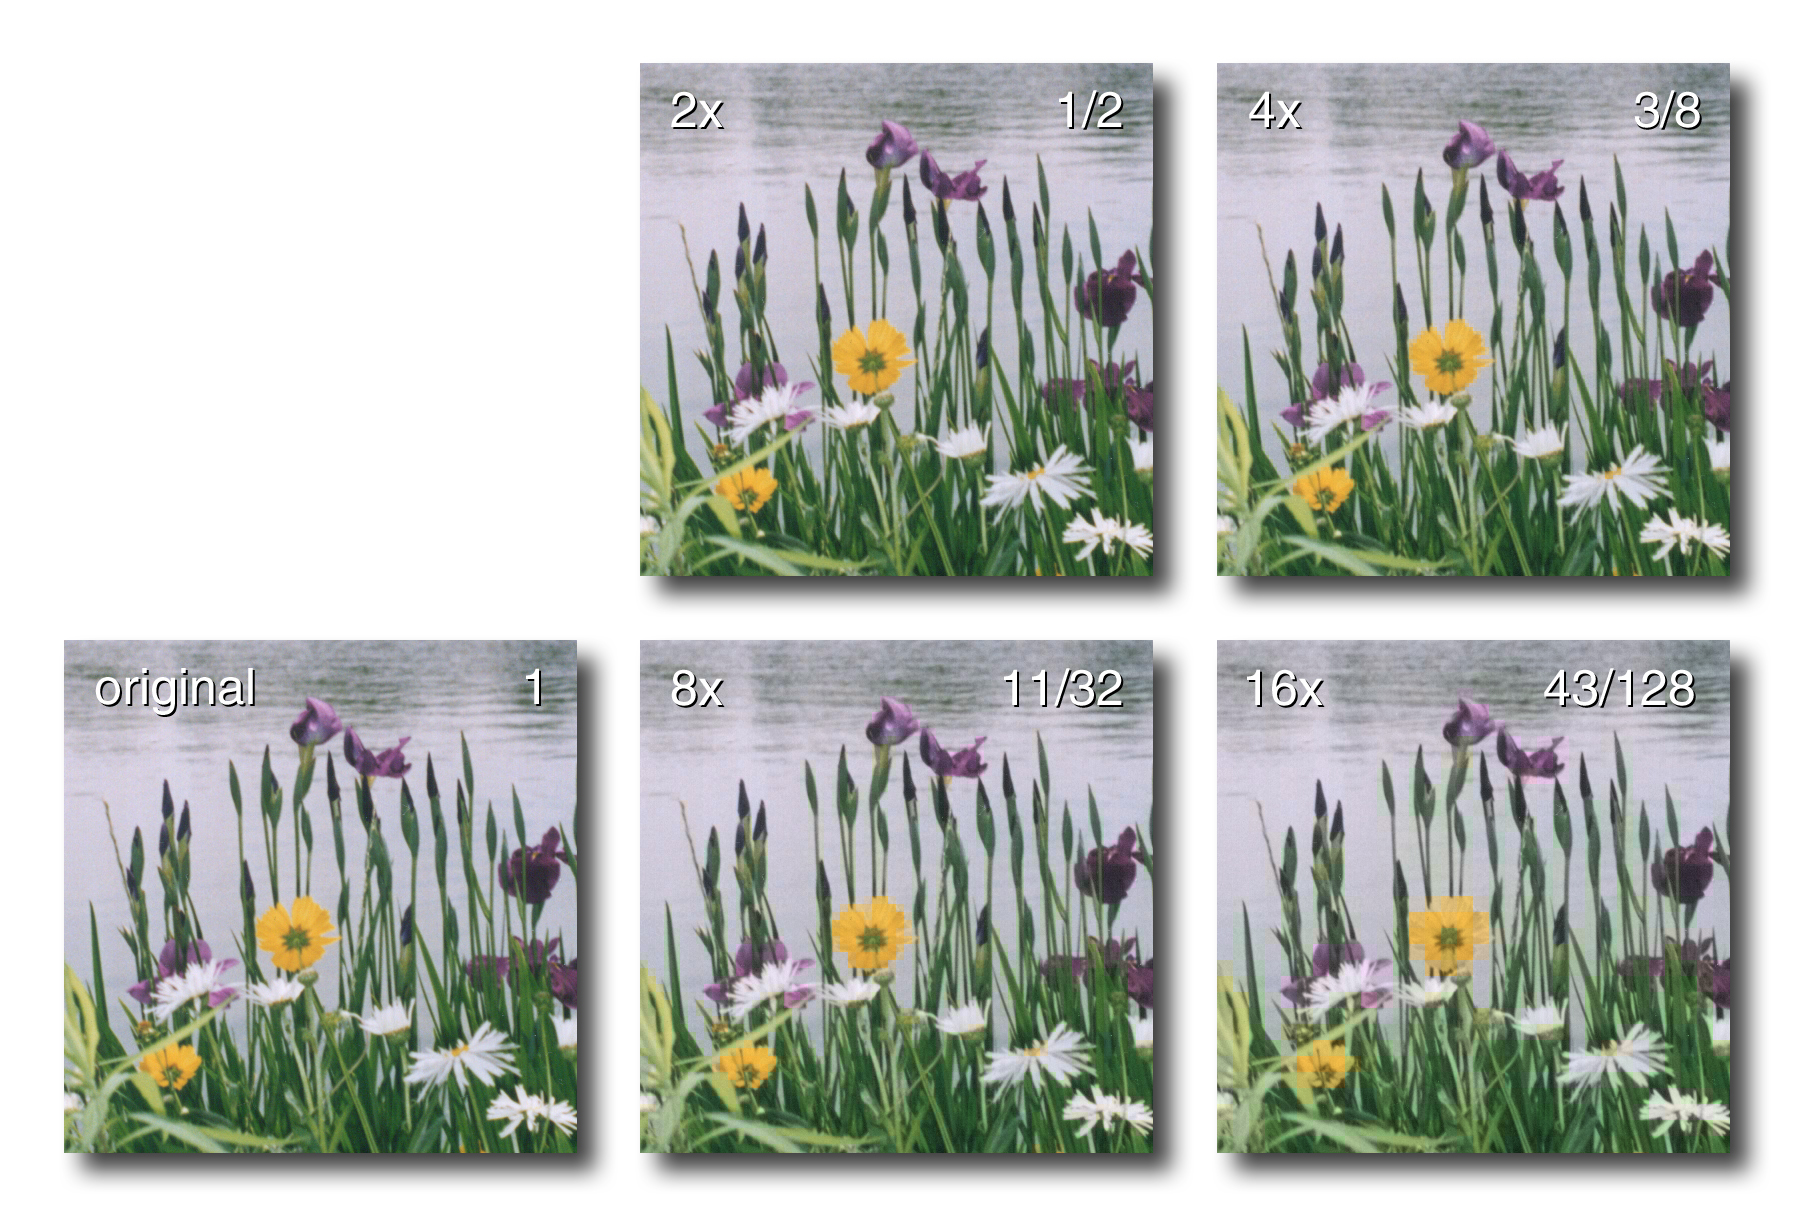 2x 1/2
4x 3/8
original 1
8x 11/32
16x 43/128